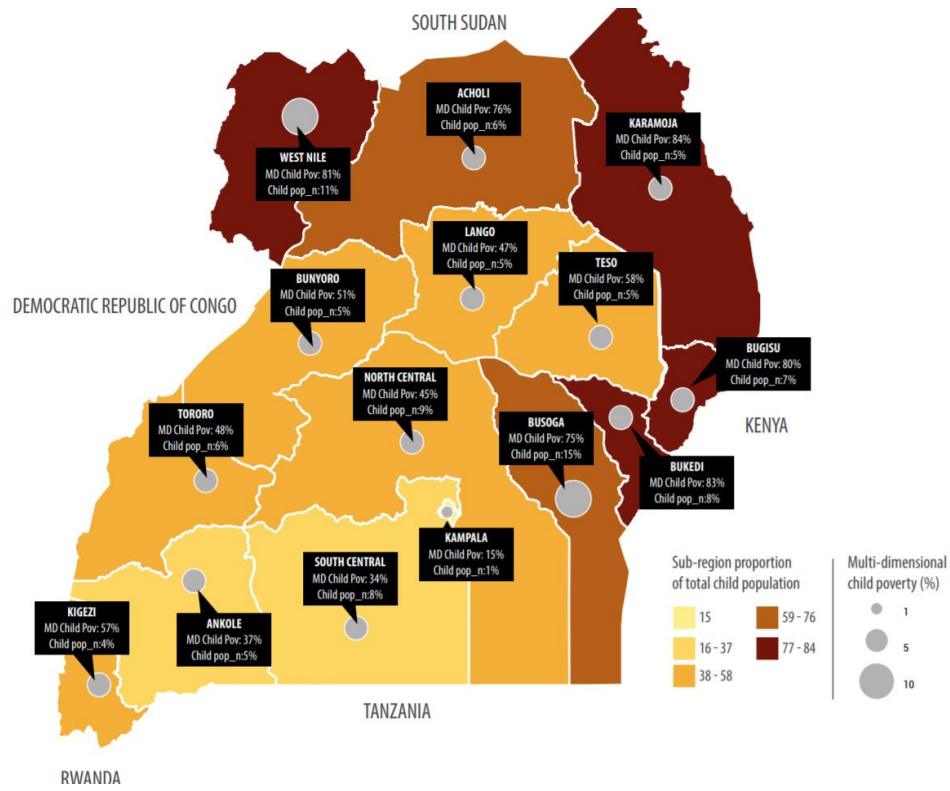 SOUTH SUDAN
ACHOLI
MD Child Pov: 76%
Child pop_n:6%
KARAMOJA
MD Child Pov: 84%
Child pop_n:5%
WEST NILE
MD Child Pov: 81%
Child pop_n:11%
LANGO
MD Child Pov: 47%
Child pop_n:5%
TESO
MD Child Pov: 58%
Child pop_n:5%
BUNYORO
MD Child Pov: 51%
Child pop_n:5%
DEMOCRATIC REPUBLIC OF CONGO
BUGISU
MD Child Pov: 80%
Child pop_n:7%
NORTH CENTRAL
MD Child Pov: 45%
Child pop_n:9%
TORORO
MD Child Pov: 48%
Child pop_n:6%
BUSOGA
MD Child Pov: 75%
Child pop_n:15%
KENYA
BUKEDI
MD Child Pov: 83%
Child pop_n:8%
KAMPALA
MD Child Pov: 15%
Child pop_n:1%
SOUTH CENTRAL
MD Child Pov: 34%
Child pop_n:8%
KIGEZI
MD Child Pov: 57%
Child pop_n:4%
ANKOLE
MD Child Pov: 37%
Child pop_n:5%
TANZANIA
RWANDA
Sub-region proportion
of total child population
15
16 - 37
38 - 58
59 - 76
77 - 84
Multi-dimensional
child poverty (%)
1
5
10